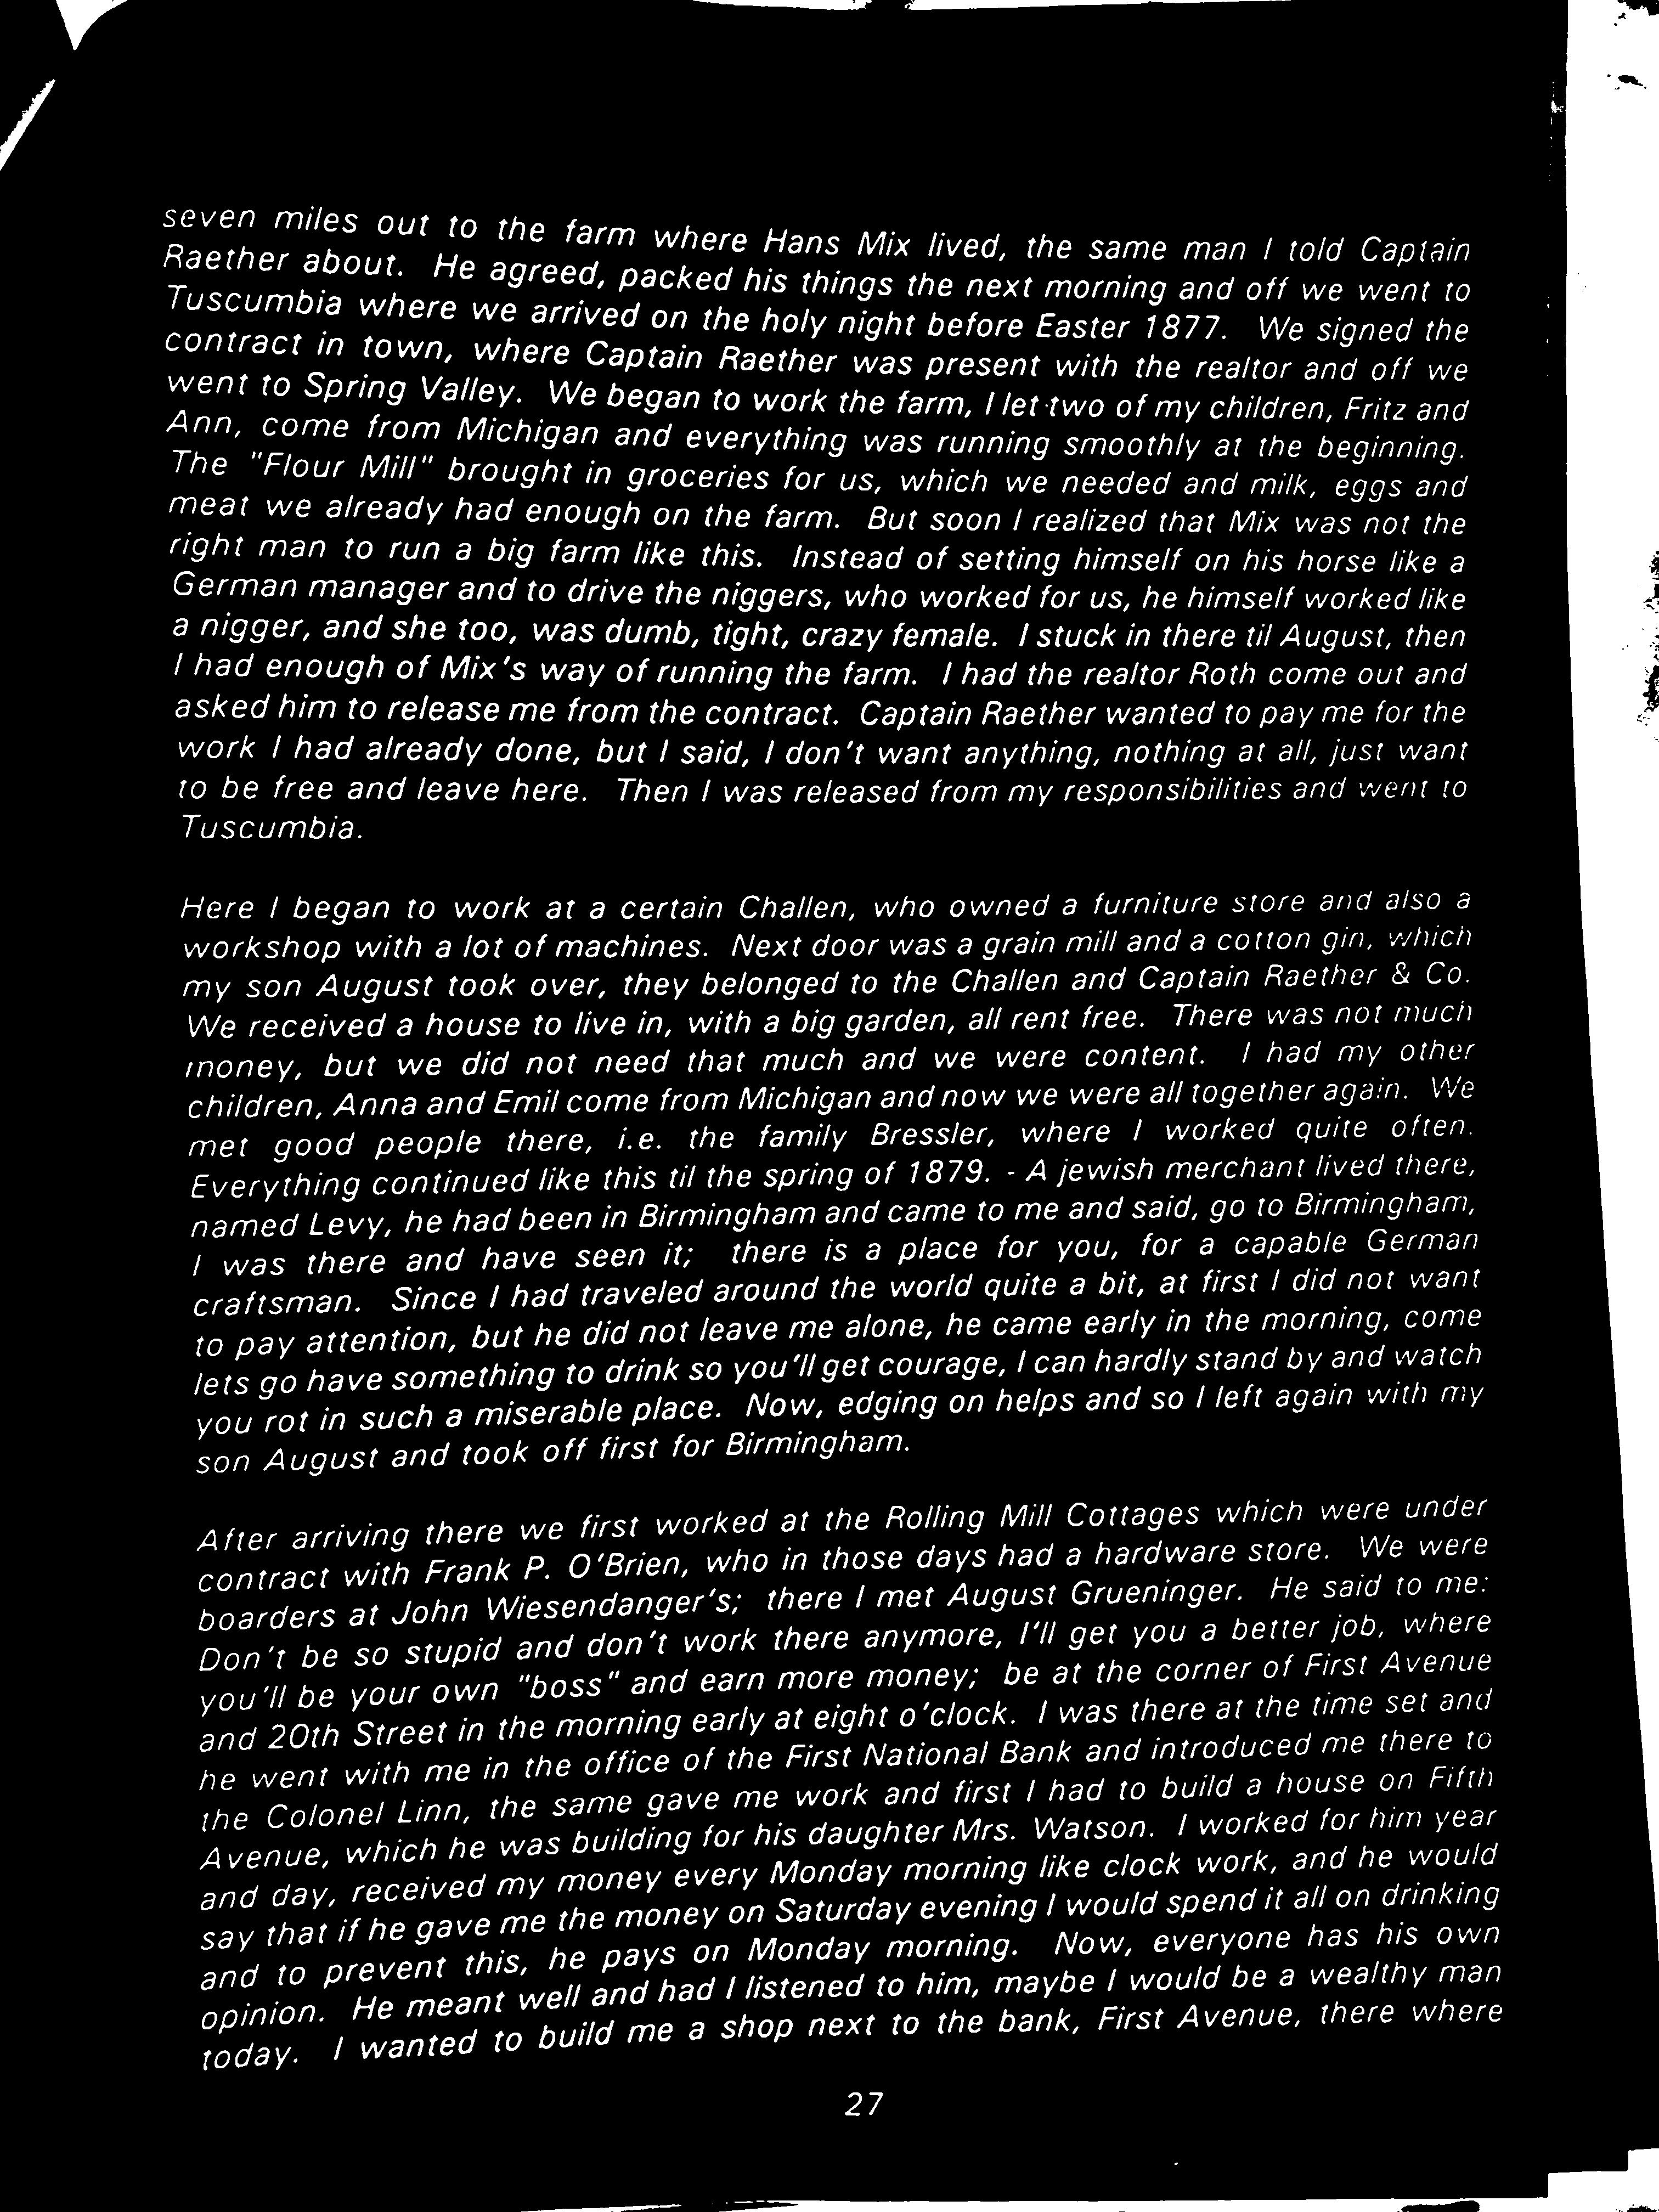 seven miles out to the farm where Hans Mix lived, the same man I told Captain
Raether about. He agreed, packed his things the next morning and off we went to
Tuscumbia where we arrived on the holy night before Easter 1877. We signed the
contract in town, where Captain Raether was present with the realtor and off we
went to Spring Valley. We began to work the farm, I let two of my children, Fritz and
Ann, come from Michigan and everything was running smoothly at the beginning.
The "Flour Mill" brought in groceries for us, which we needed and milk, eggs and
meat we already had enough on the farm. But soon I realized that Mix was not the
right man to run a big farm like this. Instead of setting himself on his horse like a
German manager and to drive the niggers, who worked for us, he himself worked like
a nigger, and she too, was dumb, tight, crazy female. I stuck in there til August, then
I had enough of Mix's way of running the farm. I had the realtor Roth come out and
asked him to release me from the contract. Captain Raether wanted to pay me for the
work I had already done, but I said, I don't want anything, nothing at all, just want
to be free and leave here. Then I was released from my responsibilities and went to
Tuscumbia.
Here I began to work at a certain Challen, who owned a furniture store and also a
workshop with a lot of machines. Next door was a grain mill and a cotton gin, which
my son August took over, they belonged to the Challen and Captain Raether & Co.
We received a house to live in, with a big garden, all rent free. There was not much
money, but we did not need that much and we were content. I had my other
children, Anna and Emil come from Michigan and now we were all together again. We
met good people there, i.e. the family Bressler, where I worked quite often.
Everything continued like this til the spring of 1879. - A jewish merchant lived there,
named Levy, he had been in Birmingham and came to me and said, go to Birmingham,
I was there and have seen it; there is a place for you, for a capable German
craftsman. Since I had traveled around the world quite a bit, at first I did not want
to pay attention, but he did not leave me alone, he came early in the morning, come
lets go have something to drink so you'll get courage, I can hardly stand by and watch
you rot in such a miserable place. Now, edging on helps and so I left again with my
son August and took off first for Birmingham.
After arriving there we first worked at the Rolling Mill Cottages which were under
contract with Frank P. O'Brien, who in those days had a hardware store. We were
boarders at John Wiesendanger's; there I met August Grueninger. He said to me:
Don't be so stupid and don't work there anymore, I'll get you a better job, where
you'll be your own "boss" and earn more money; be at the corner of First Avenue
and 20th Street in the morning early at eight o'clock. I was there at the time set and
he went with me in the office of the First National Bank and introduced me there to
the Colonel Linn, the same gave me work and first I had to build a house on Fifth
Avenue, which he was building for his daughter Mrs. Watson. I worked for him year
and day, received my money every Monday morning like clock work, and he would
say that if he gave me the money on Saturday evening I would spend it all on drinking
and to prevent this, he pays on Monday morning. Now, everyone has his own
opinion. He meant well and had I listened to him, maybe I would be a wealthy man
today. I wanted to build me a shop next to the bank, First Avenue, there where
27